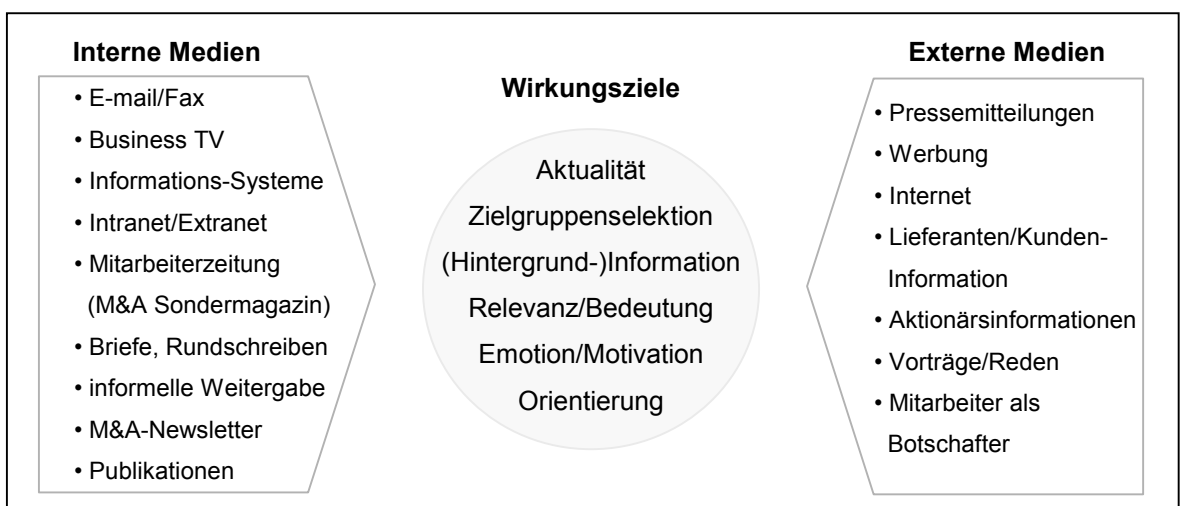 Interne Medien
• E-mail/Fax
• Business TV
• Informations-Systeme
• Intranet/Extranet
• Mitarbeiterzeitung
(M&A Sondermagazin)
• Briefe, Rundschreiben
• informelle Weitergabe
• M&A-Newsletter
• Publikationen
Wirkungsziele
Aktualität
Zielgruppenselektion
(Hintergrund-)Information
Relevanz/Bedeutung
Emotion/Motivation
Orientierung
Externe Medien
• Pressemitteilungen
• Werbung
• Internet
• Lieferanten/Kunden-
Information
• Aktionärsinformationen
• Vorträge/Reden
• Mitarbeiter als
Botschafter